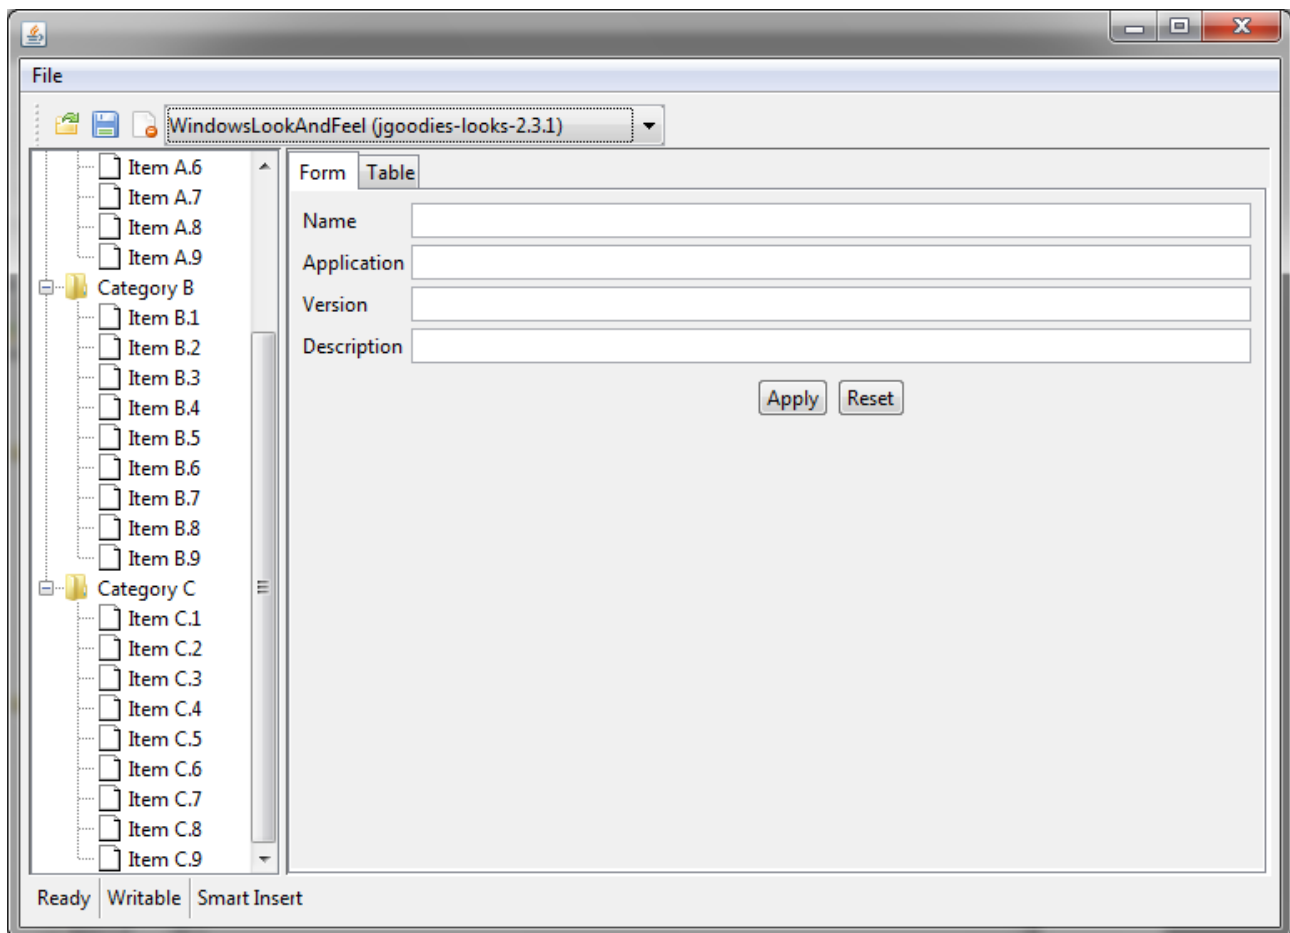 File
WindowsLookAndFeel (jgoodies-looks-2.3.1)
Item A.6
Item A.7
Item A.8
Item A.9
Category B
Item B.1
Item B.2
Item B.3
Item B.4
Item B.5
Item B.6
Item B.7
Item B.8
Item B.9
Category C
Item C.1
Item C.2
Item C.3
Item C.4
Item C.5
Item C.6
Item C.7
Item C.8
Item C.9
Form Table
Name
Application
Version
Description
Apply Reset
Ready Writable Smart Insert